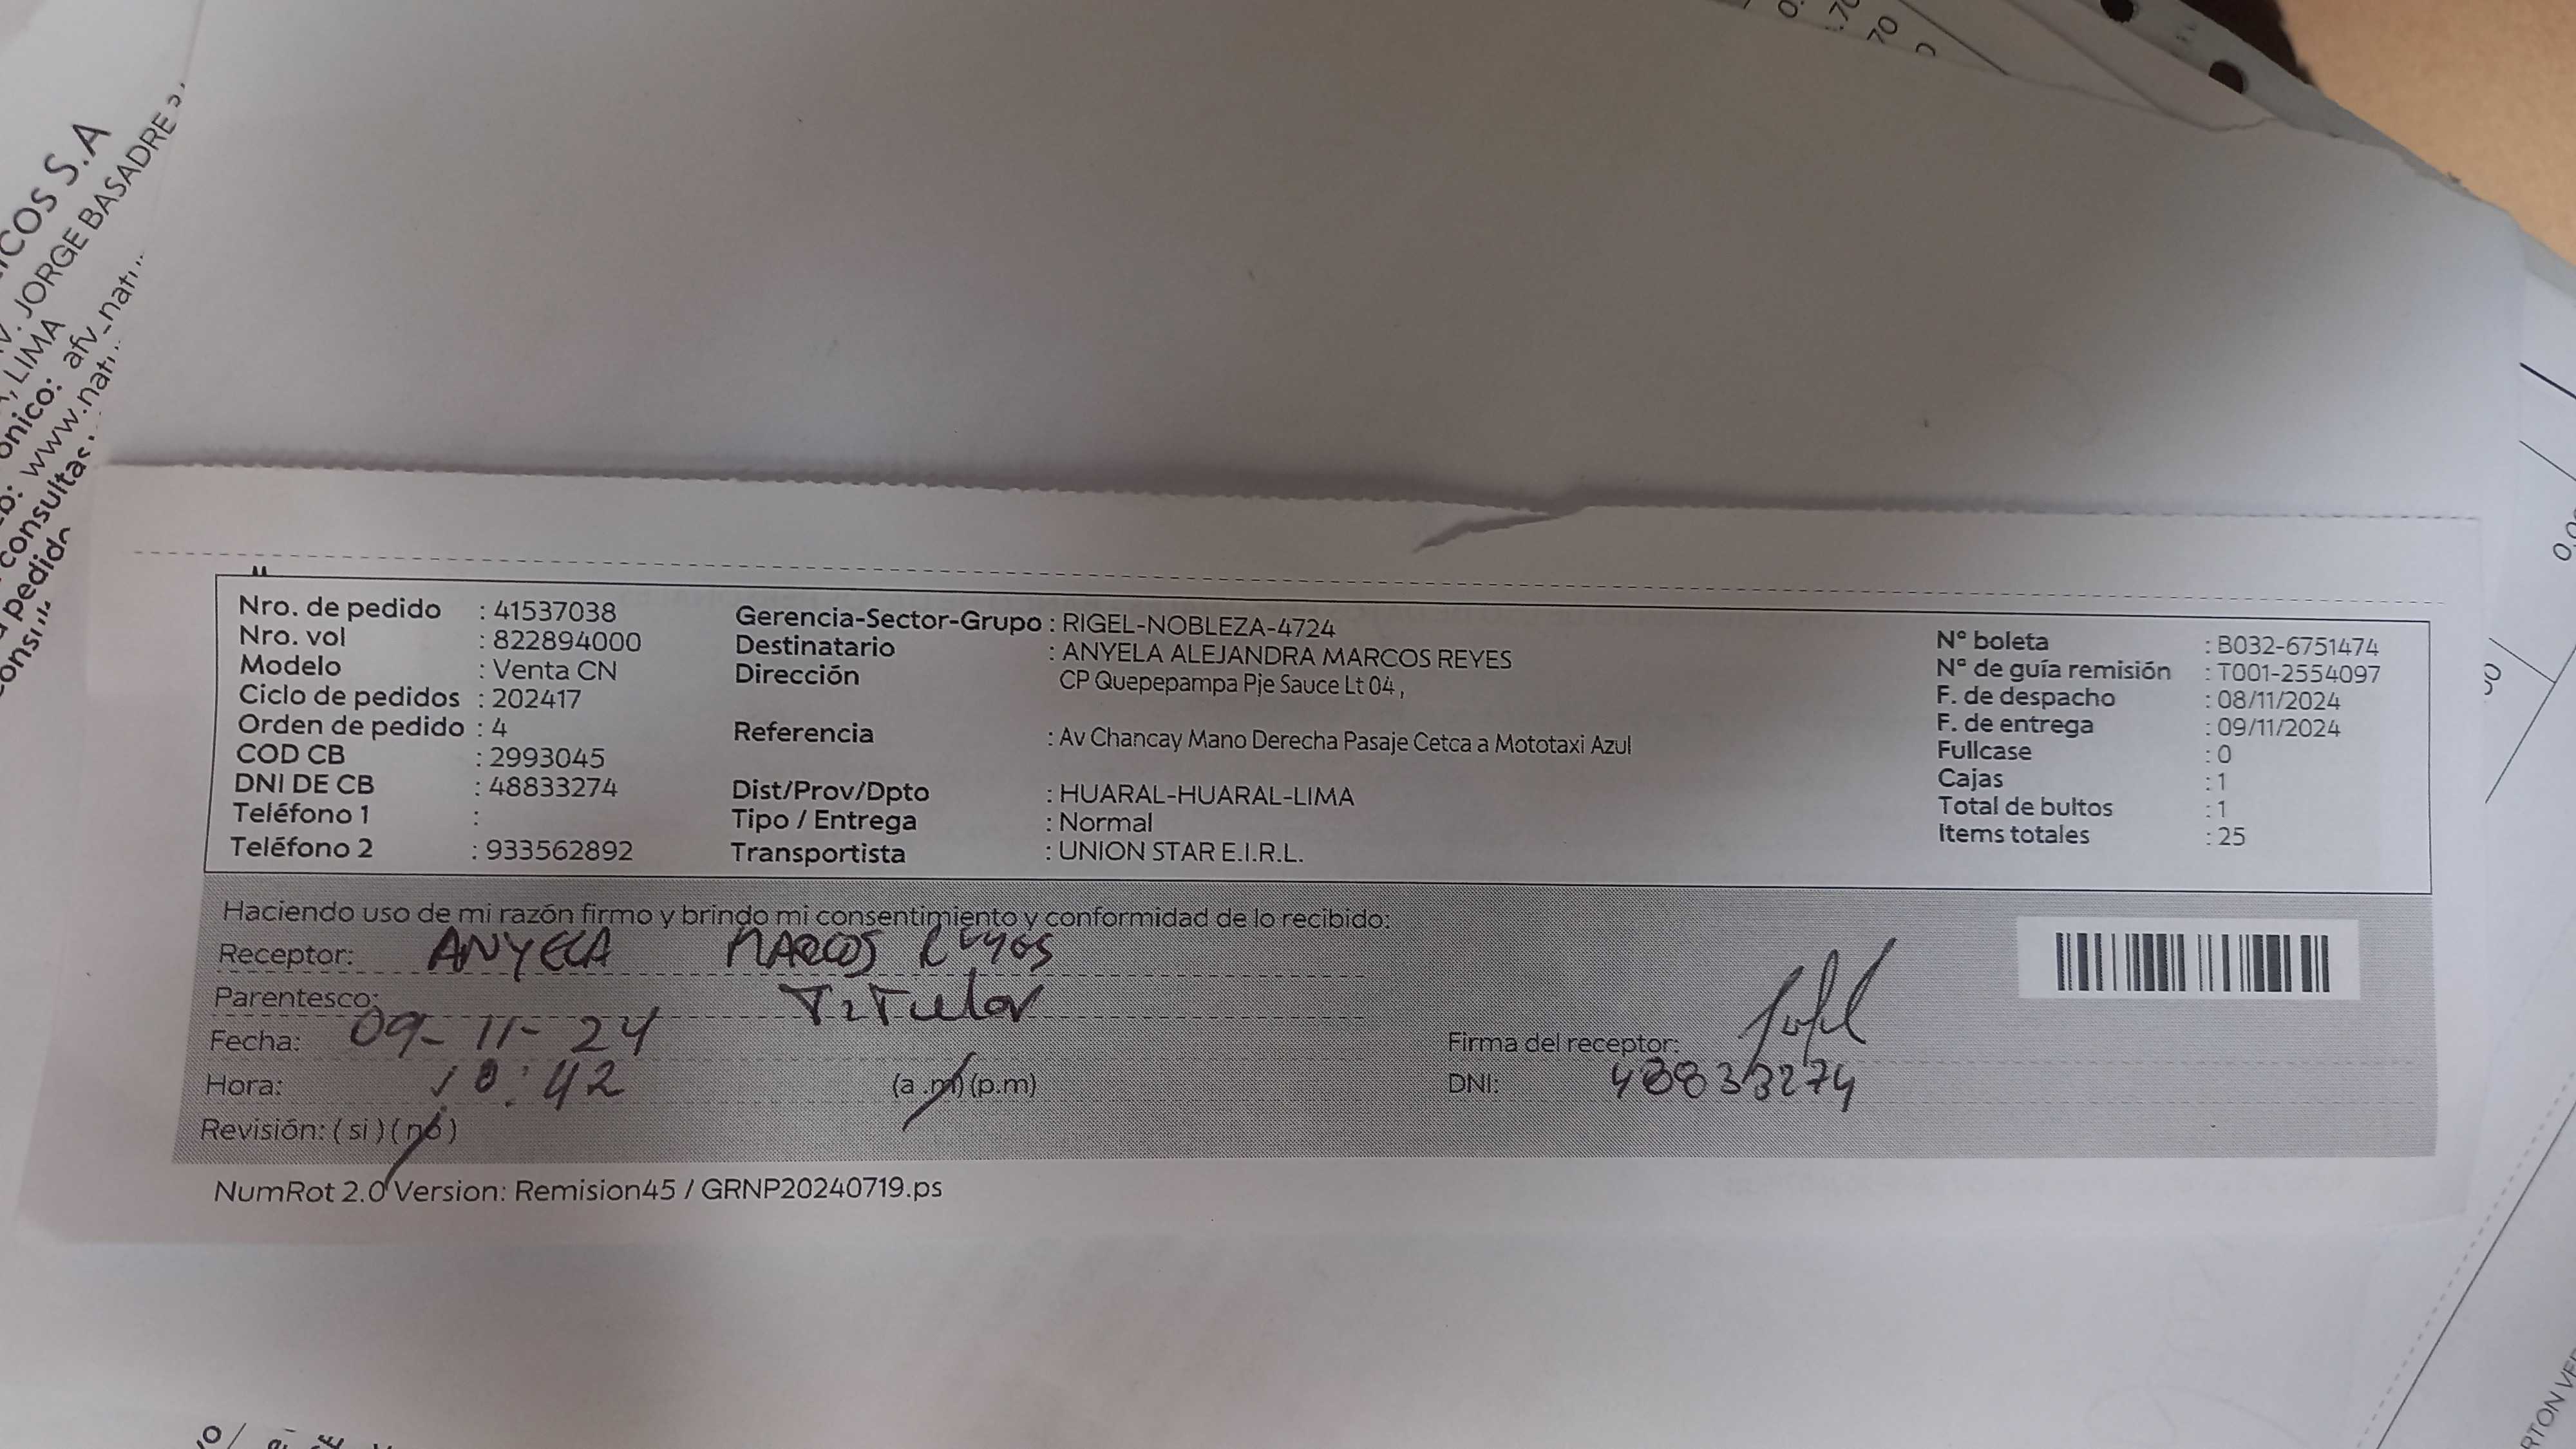 ICOS S.A
V. JORGE BASADRE
, LIMA
ónico: afv_nati
www.nat
consultas
pedido
Nro. de pedido : 41537038
Nro. vol : 822894000
Modelo : Venta CN
Ciclo de pedidos : 202417
Orden de pedido : 4
COD CB : 2993045
DNI DE CB : 48833274
Teléfono 1 :
Teléfono 2 : 933562892
Gerencia-Sector-Grupo : RIGEL-NOBLEZA-4724
Destinatario : ANYELA ALEJANDRA MARCOS REYES
Dirección CP Quepepampa Pje Sauce Lt 04 ,
Referencia : Av Chancay Mano Derecha Pasaje Cetca a Mototaxi Azul
Dist/Prov/Dpto : HUARAL-HUARAL-LIMA
Tipo / Entrega : Normal
Transportista : UNION STAR E.I.R.L.
N° boleta : B032-6751474
N° de guía remisión : T001-2554097
F. de despacho : 08/11/2024
F. de entrega : 09/11/2024
Fullcase : 0
Cajas : 1
Total de bultos : 1
Items totales : 25
Haciendo uso de mi razón firmo y brindo mi consentimiento y conformidad de lo recibido:
Receptor: ANYELA MARCOS REYES
Parentesco: Titular
Fecha: 09-11-24
Hora: 10:42 (a .m) (p.m)
Revisión: ( si ) ( no )
Firma del receptor:
DNI: 48833274
NumRot 2.0 Version: Remision45 / GRNP20240719.ps